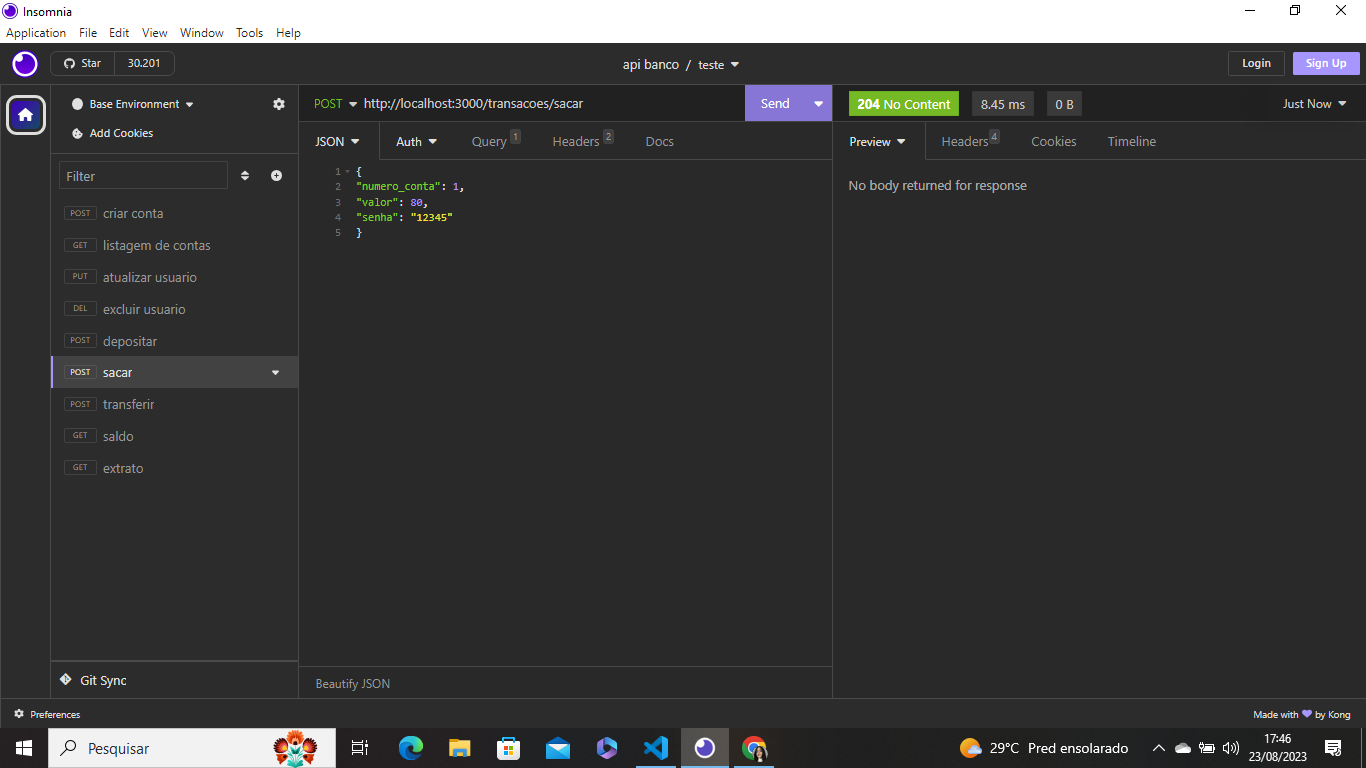 Insomnia
Application File Edit View Window Tools Help
Star 30.201
api banco / teste
Login Sign Up
Base Environment
Add Cookies
Filter
POST criar conta
GET listagem de contas
PUT atualizar usuario
DEL excluir usuario
POST depositar
POST sacar
POST transferir
GET saldo
GET extrato
Git Sync
POST http://localhost:3000/transacoes/sacar Send
JSON Auth Query 1 Headers 2 Docs
1 {
2 "numero_conta": 1,
3 "valor": 80,
4 "senha": "12345"
5 }
Beautify JSON
204 No Content 8.45 ms 0 B Just Now
Preview Headers 4 Cookies Timeline
No body returned for response
Preferences
Made with by Kong
Pesquisar
29°C Pred ensolarado
17:46
23/08/2023